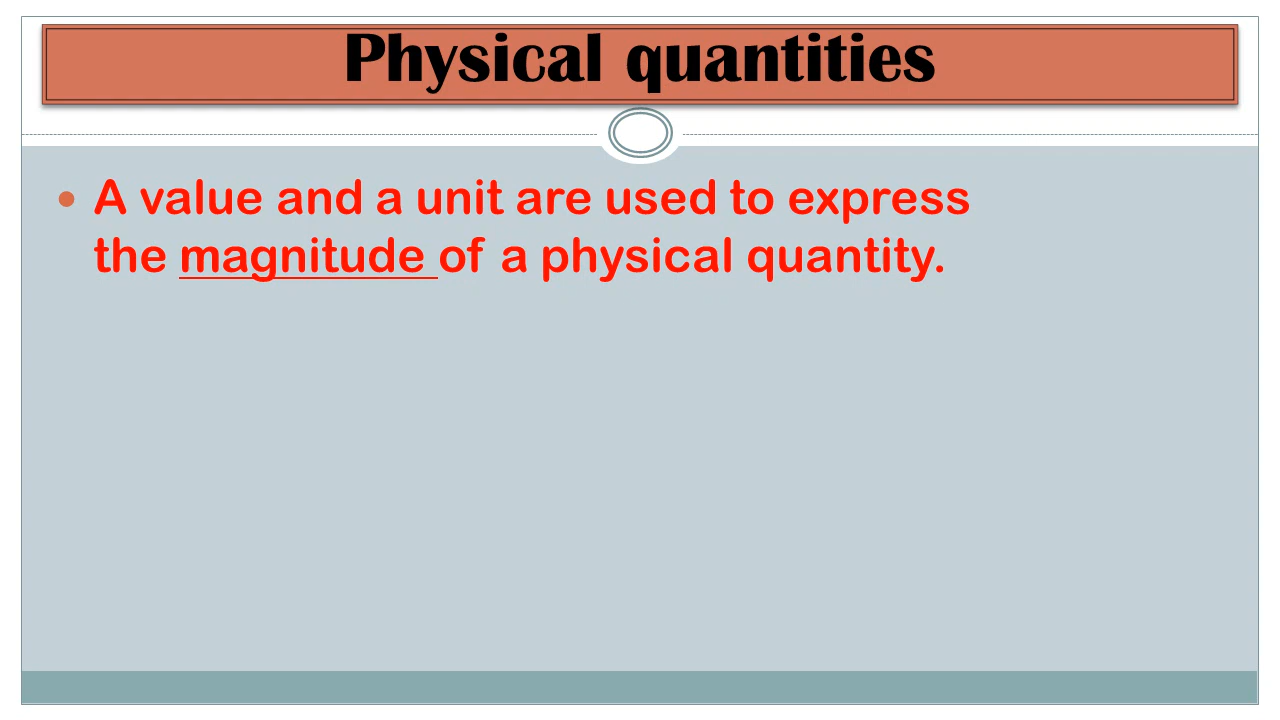 Physical quantities
• A value and a unit are used to express
the magnitude of a physical quantity.